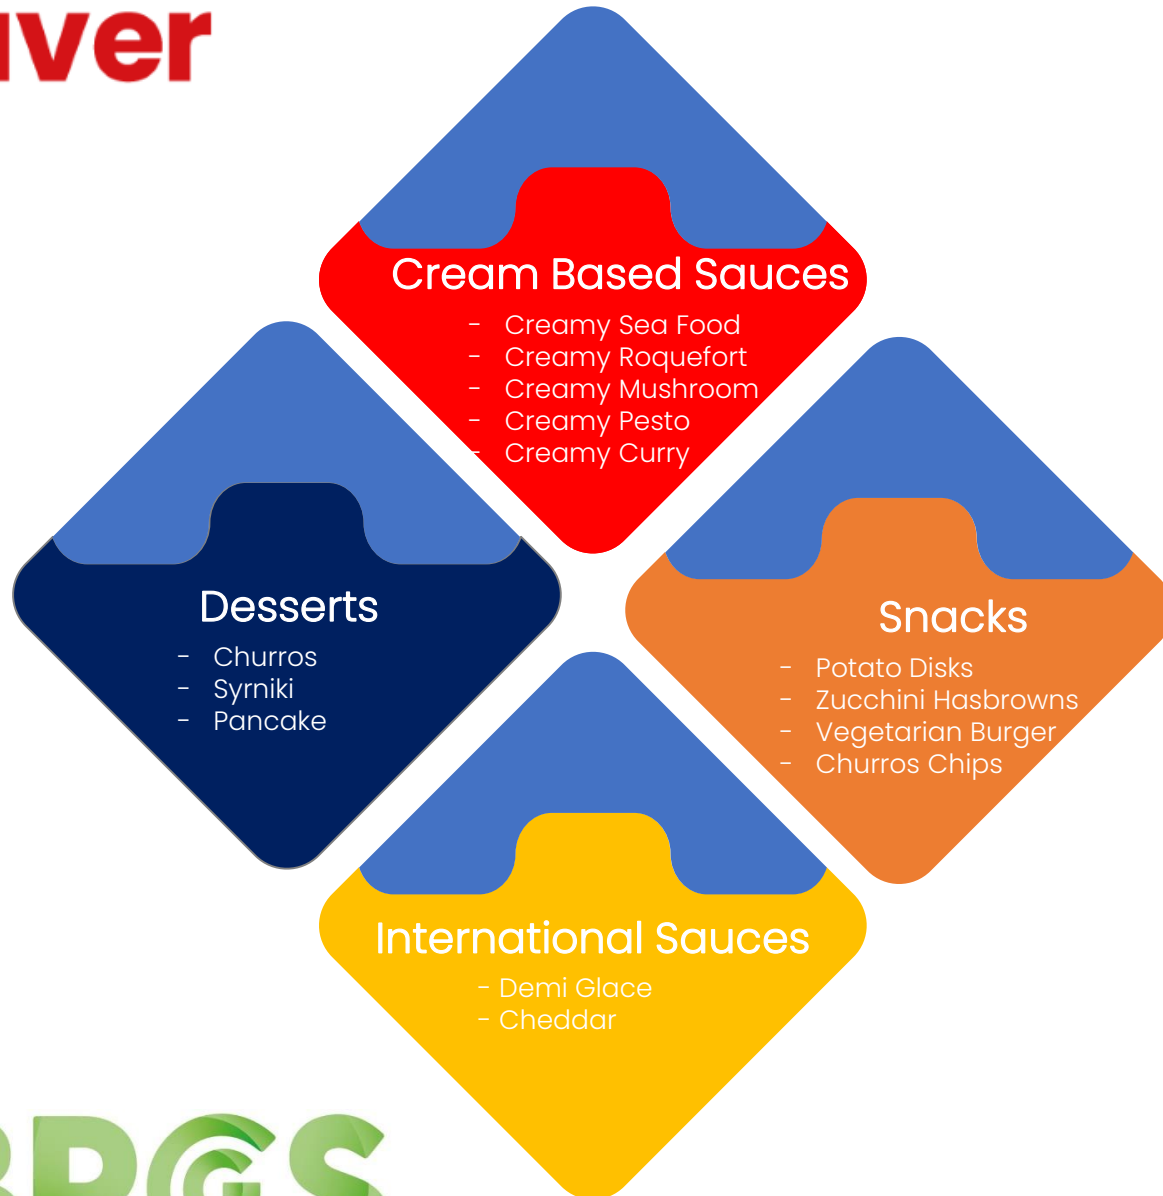 Cream Based Sauces
- Creamy Sea Food
- Creamy Roquefort
- Creamy Mushroom
- Creamy Pesto
- Creamy Curry
Desserts
- Churros
- Syrniki
- Pancake
Snacks
- Potato Disks
- Zucchini Hasbrowns
- Vegetarian Burger
- Churros Chips
International Sauces
- Demi Glace
- Cheddar